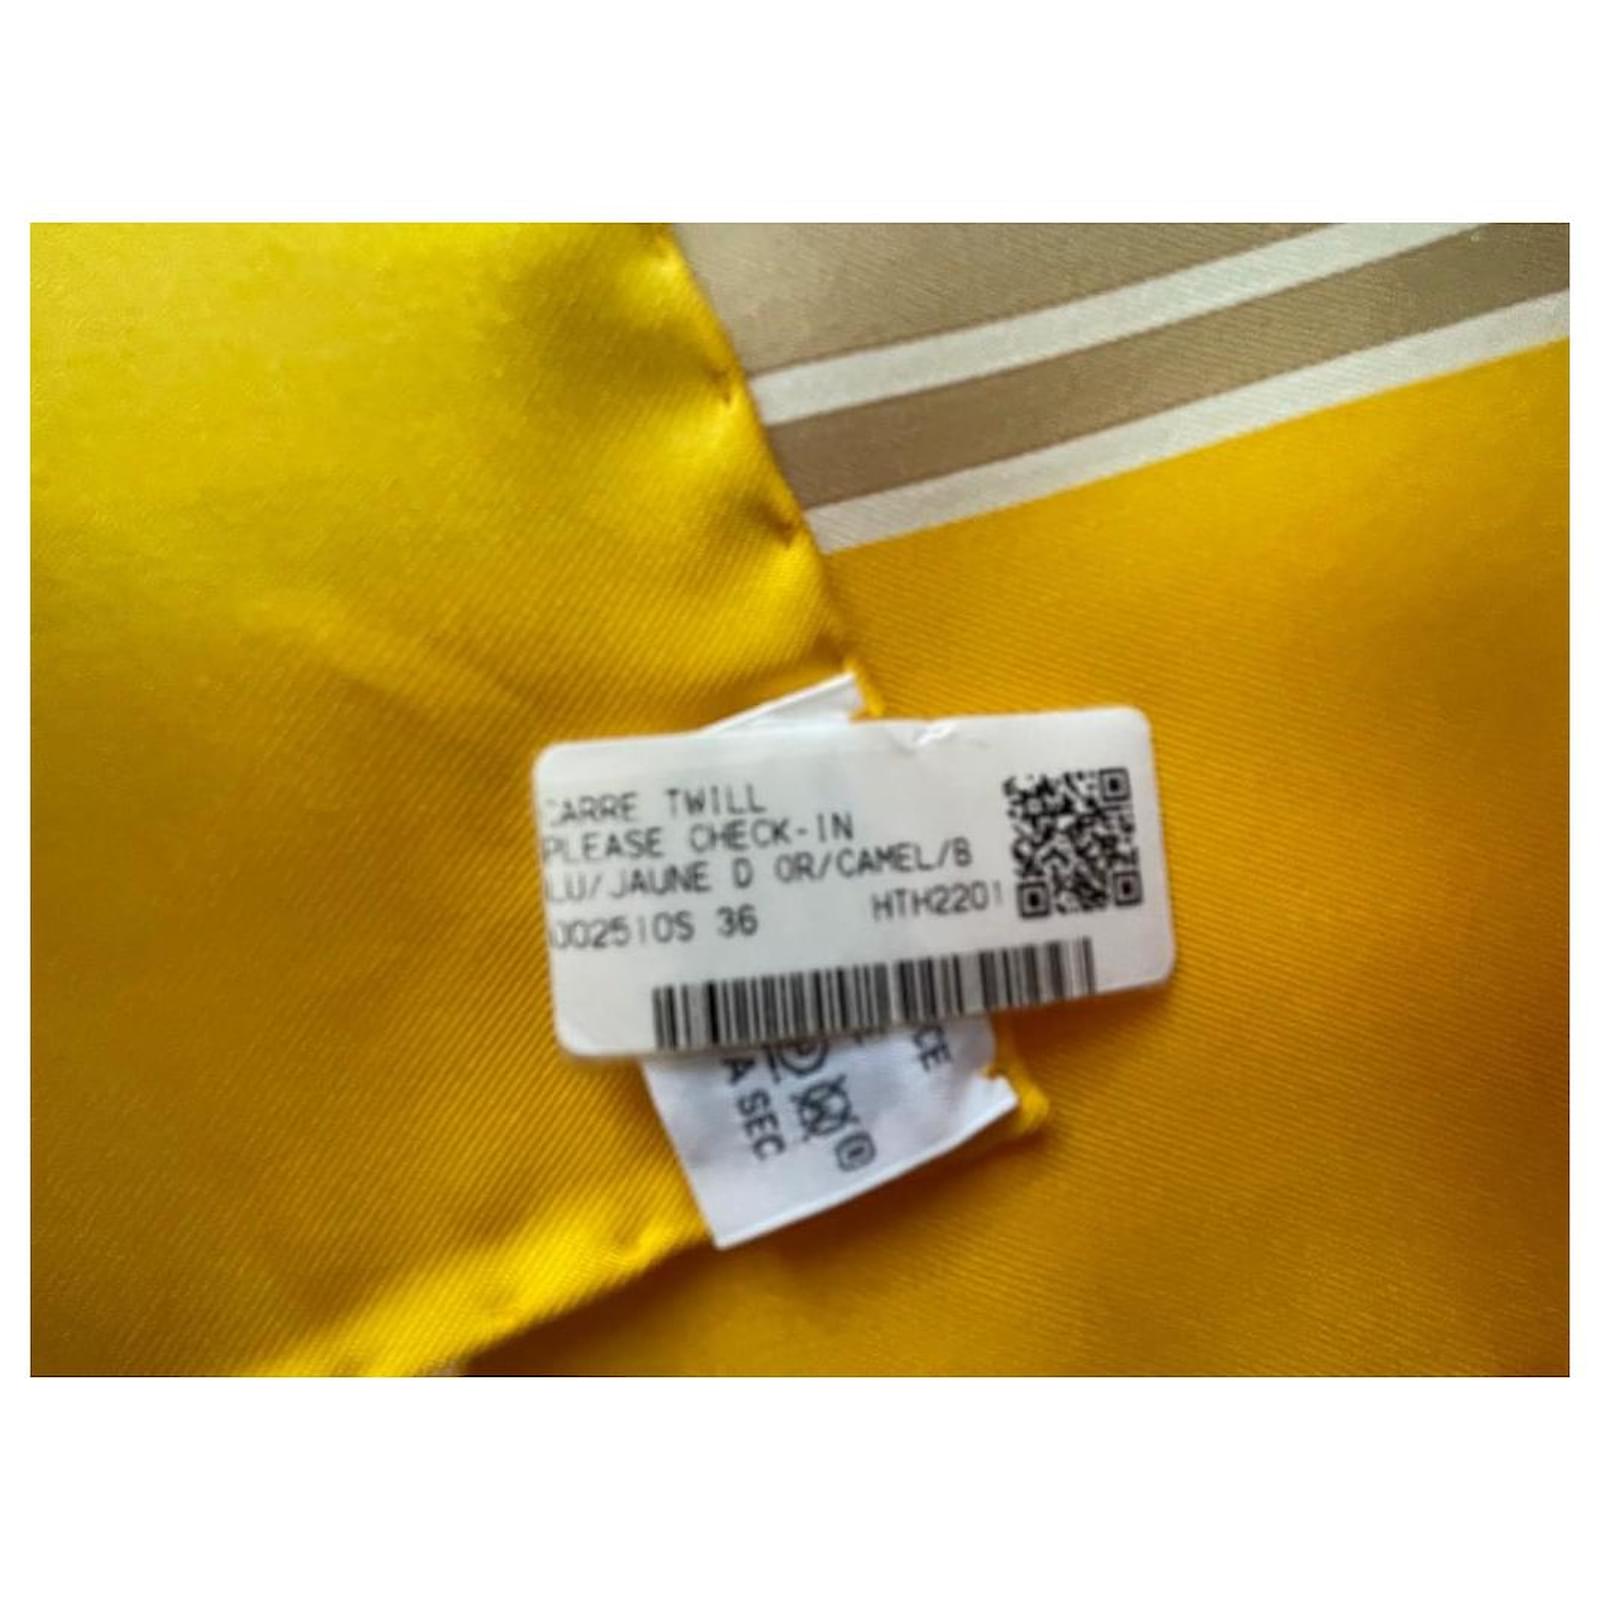 CARRE TWILL
PLEASE CHECK-IN
LU/JAUNE D OR/CAMEL/B
002510S 36 HTH2201
CE
A SEC